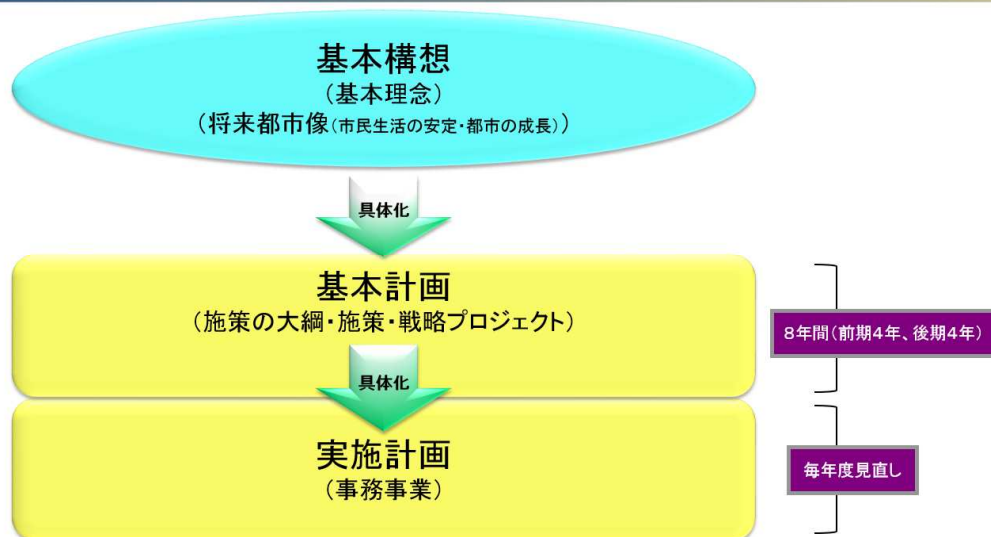 基本構想
（基本理念）
（将来都市像（市民生活の安定・都市の成長））
具体化
基本計画
（施策の大綱・施策・戦略プロジェクト）
8年間（前期4年、後期4年）
具体化
実施計画
（事務事業）
毎年度見直し